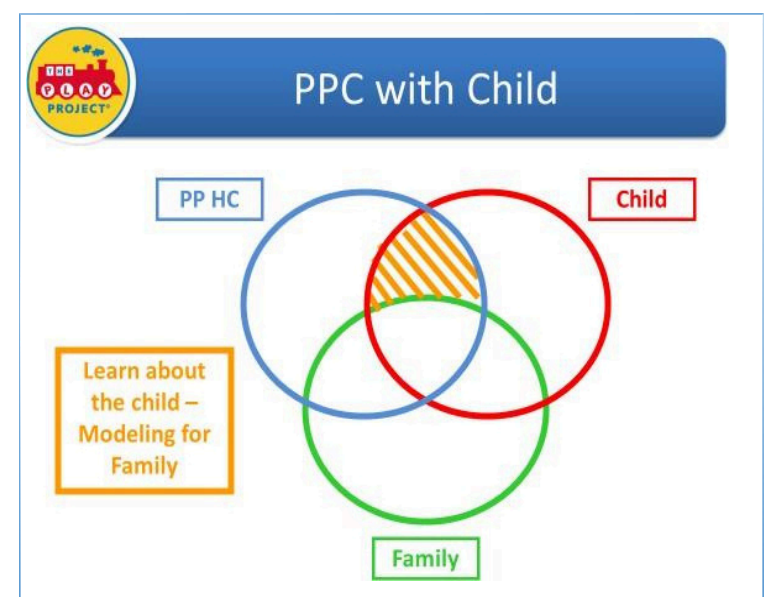 THE
PLAY
PROJECT®
PPC with Child
PP HC
Child
Learn about
the child –
Modeling for
Family
Family